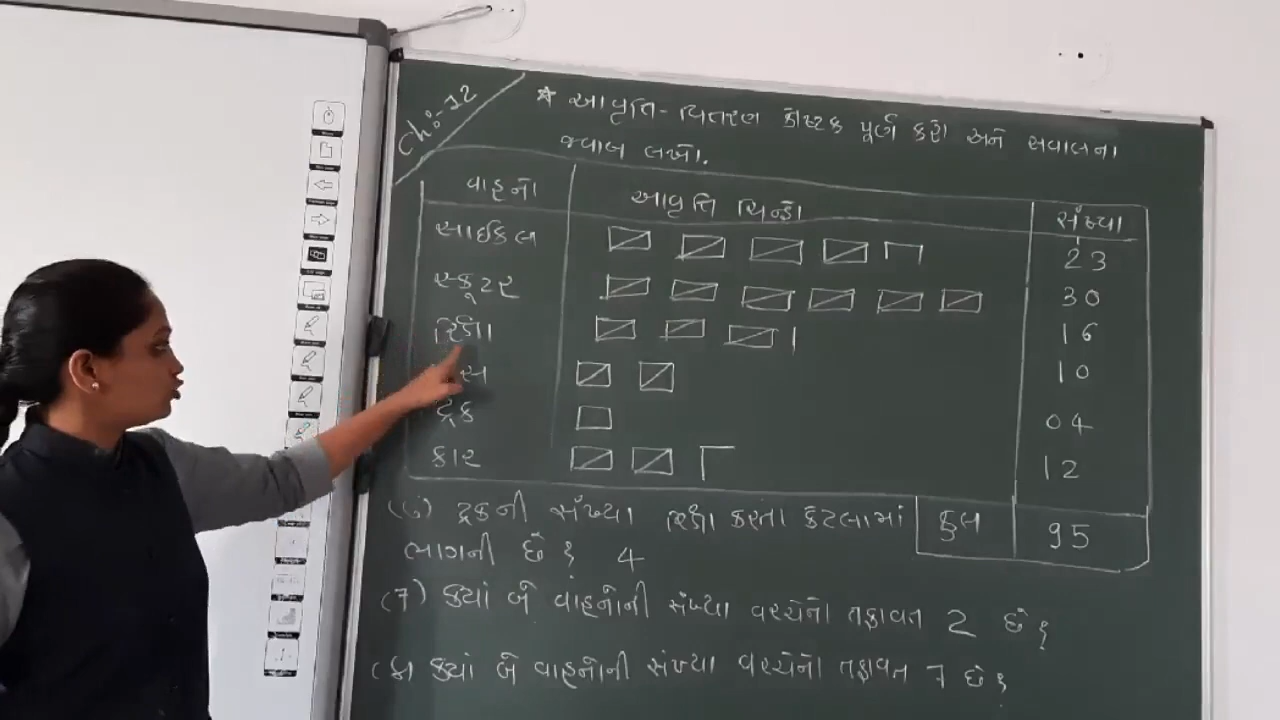 Ch:-12
* આવૃત્તિ-વિતરણ કોષ્ટક પૂર્ણ કરો અને સવાલના
જવાબ લખો.
વાહનો આવૃત્તિ ચિન્હો સંખ્યા
સાઇકલ 23
સ્કૂટર 30
રિક્ષા 16
સ 10
ટ્રક 04
કાર 12
કુલ 95
(6) ટ્રકની સંખ્યા રિક્ષા કરતા કેટલામાં
ભાગની છે? 4
(7) ક્યાં બે વાહનોની સંખ્યા વચ્ચેનો તફાવત 2 છે?
ક્યાં બે વાહનોની સંખ્યા વચ્ચેનો તફાવત 7 છે?